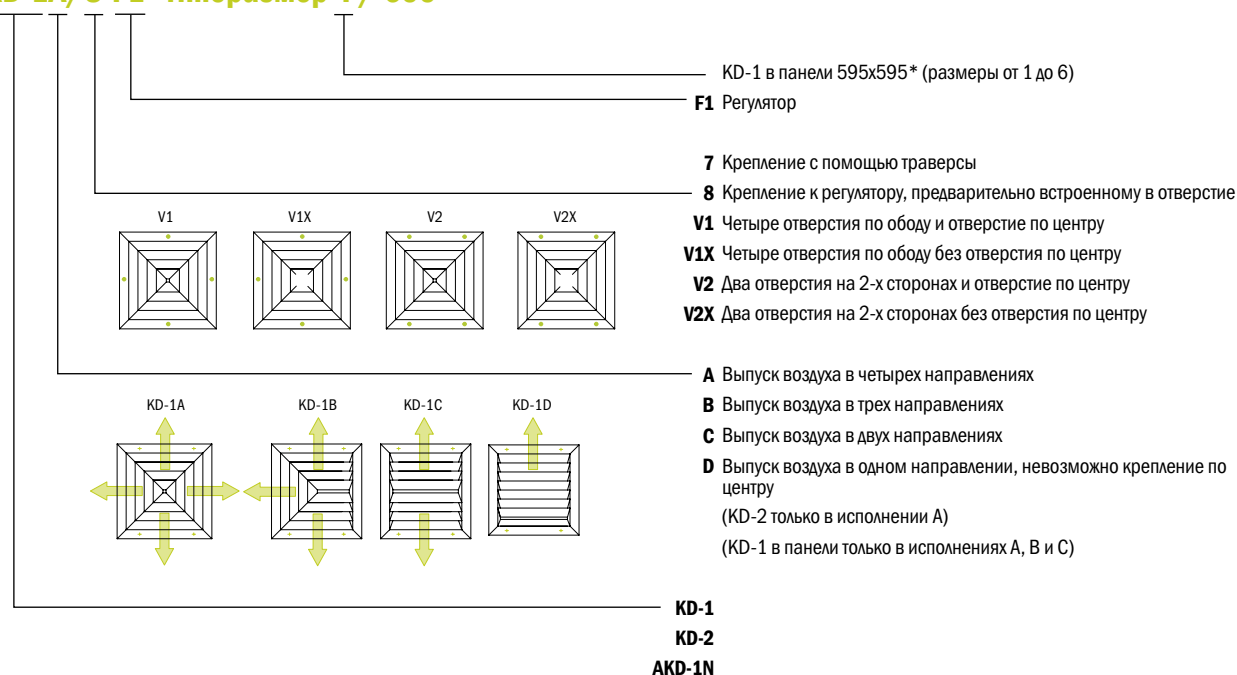 KD-1 в панели 595x595* (размеры от 1 до 6)
F1 Регулятор
7 Крепление с помощью траверсы
8 Крепление к регулятору, предварительно встроенному в отверстие
V1 V1X V2 V2X
V1 Четыре отверстия по ободу и отверстие по центру
V1X Четыре отверстия по ободу без отверстия по центру
V2 Два отверстия на 2-х сторонах и отверстие по центру
V2X Два отверстия на 2-х сторонах без отверстия по центру
A Выпуск воздуха в четырех направлениях
KD-1A KD-1B KD-1C KD-1D
B Выпуск воздуха в трех направлениях
C Выпуск воздуха в двух направлениях
D Выпуск воздуха в одном направлении, невозможно крепление по
центру
(KD-2 только в исполнении A)
(KD-1 в панели только в исполнениях A, B и C)
KD-1
KD-2
AKD-1N